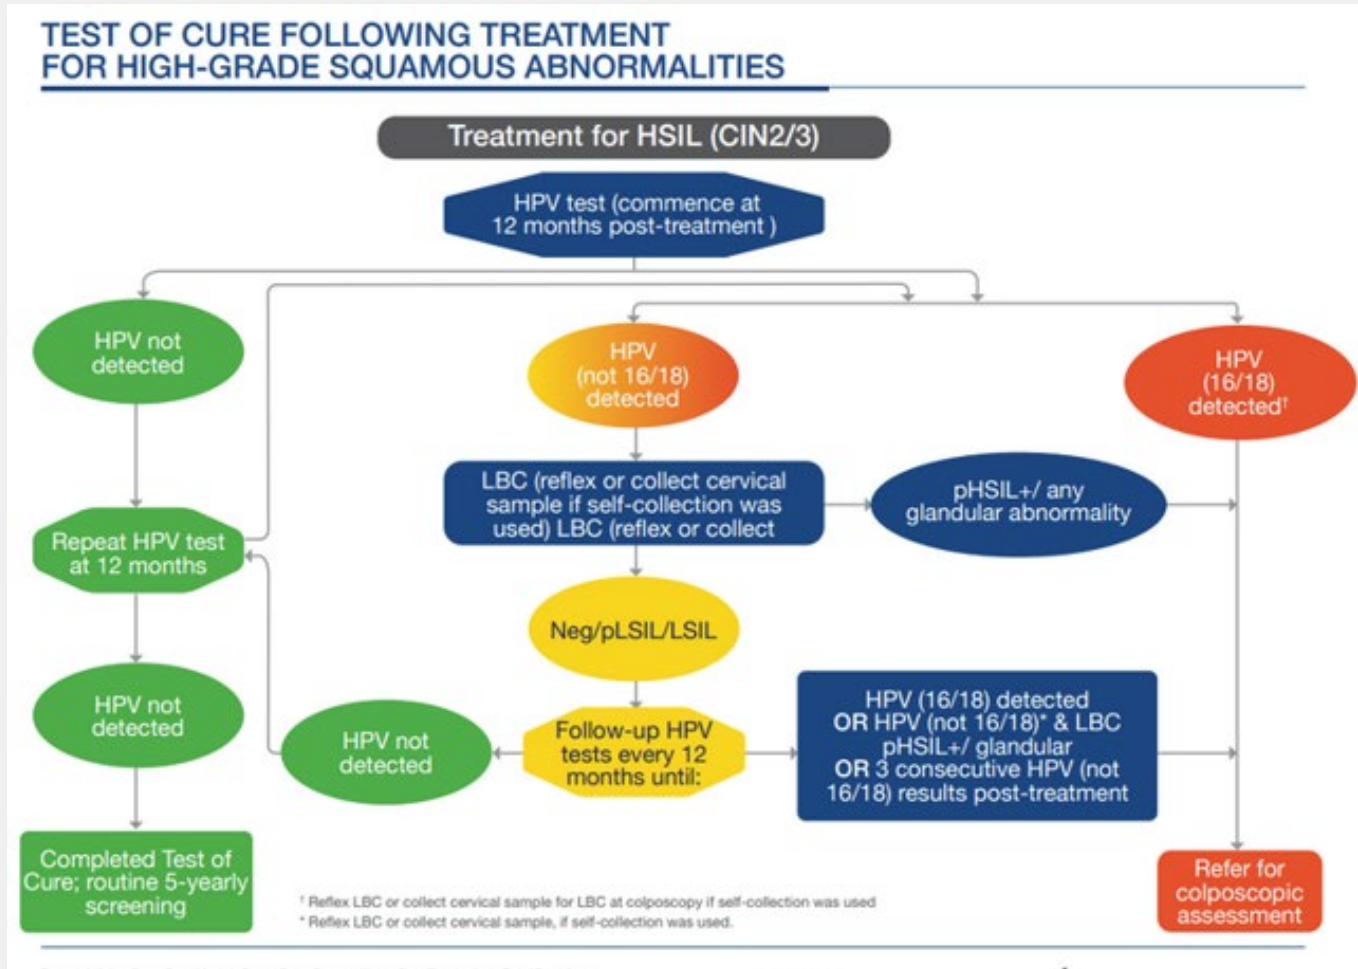 TEST OF CURE FOLLOWING TREATMENT
FOR HIGH-GRADE SQUAMOUS ABNORMALITIES
Treatment for HSIL (CIN2/3)
HPV test (commence at
12 months post-treatment )
HPV not
detected
HPV
(not 16/18)
detected
HPV
(16/18)
detected†
LBC (reflex or collect cervical
sample if self-collection was
used) LBC (reflex or collect
pHSIL+/ any
glandular abnormality
Repeat HPV test
at 12 months
Neg/pLSIL/LSIL
HPV not
detected
HPV not
detected
Follow-up HPV
tests every 12
months until:
HPV (16/18) detected
OR HPV (not 16/18)* & LBC
pHSIL+/ glandular
OR 3 consecutive HPV (not
16/18) results post-treatment
Completed Test of
Cure; routine 5-yearly
screening
Refer for
colposcopic
assessment
† Reflex LBC or collect cervical sample for LBC at colposcopy if self-collection was used
* Reflex LBC or collect cervical sample, if self-collection was used.